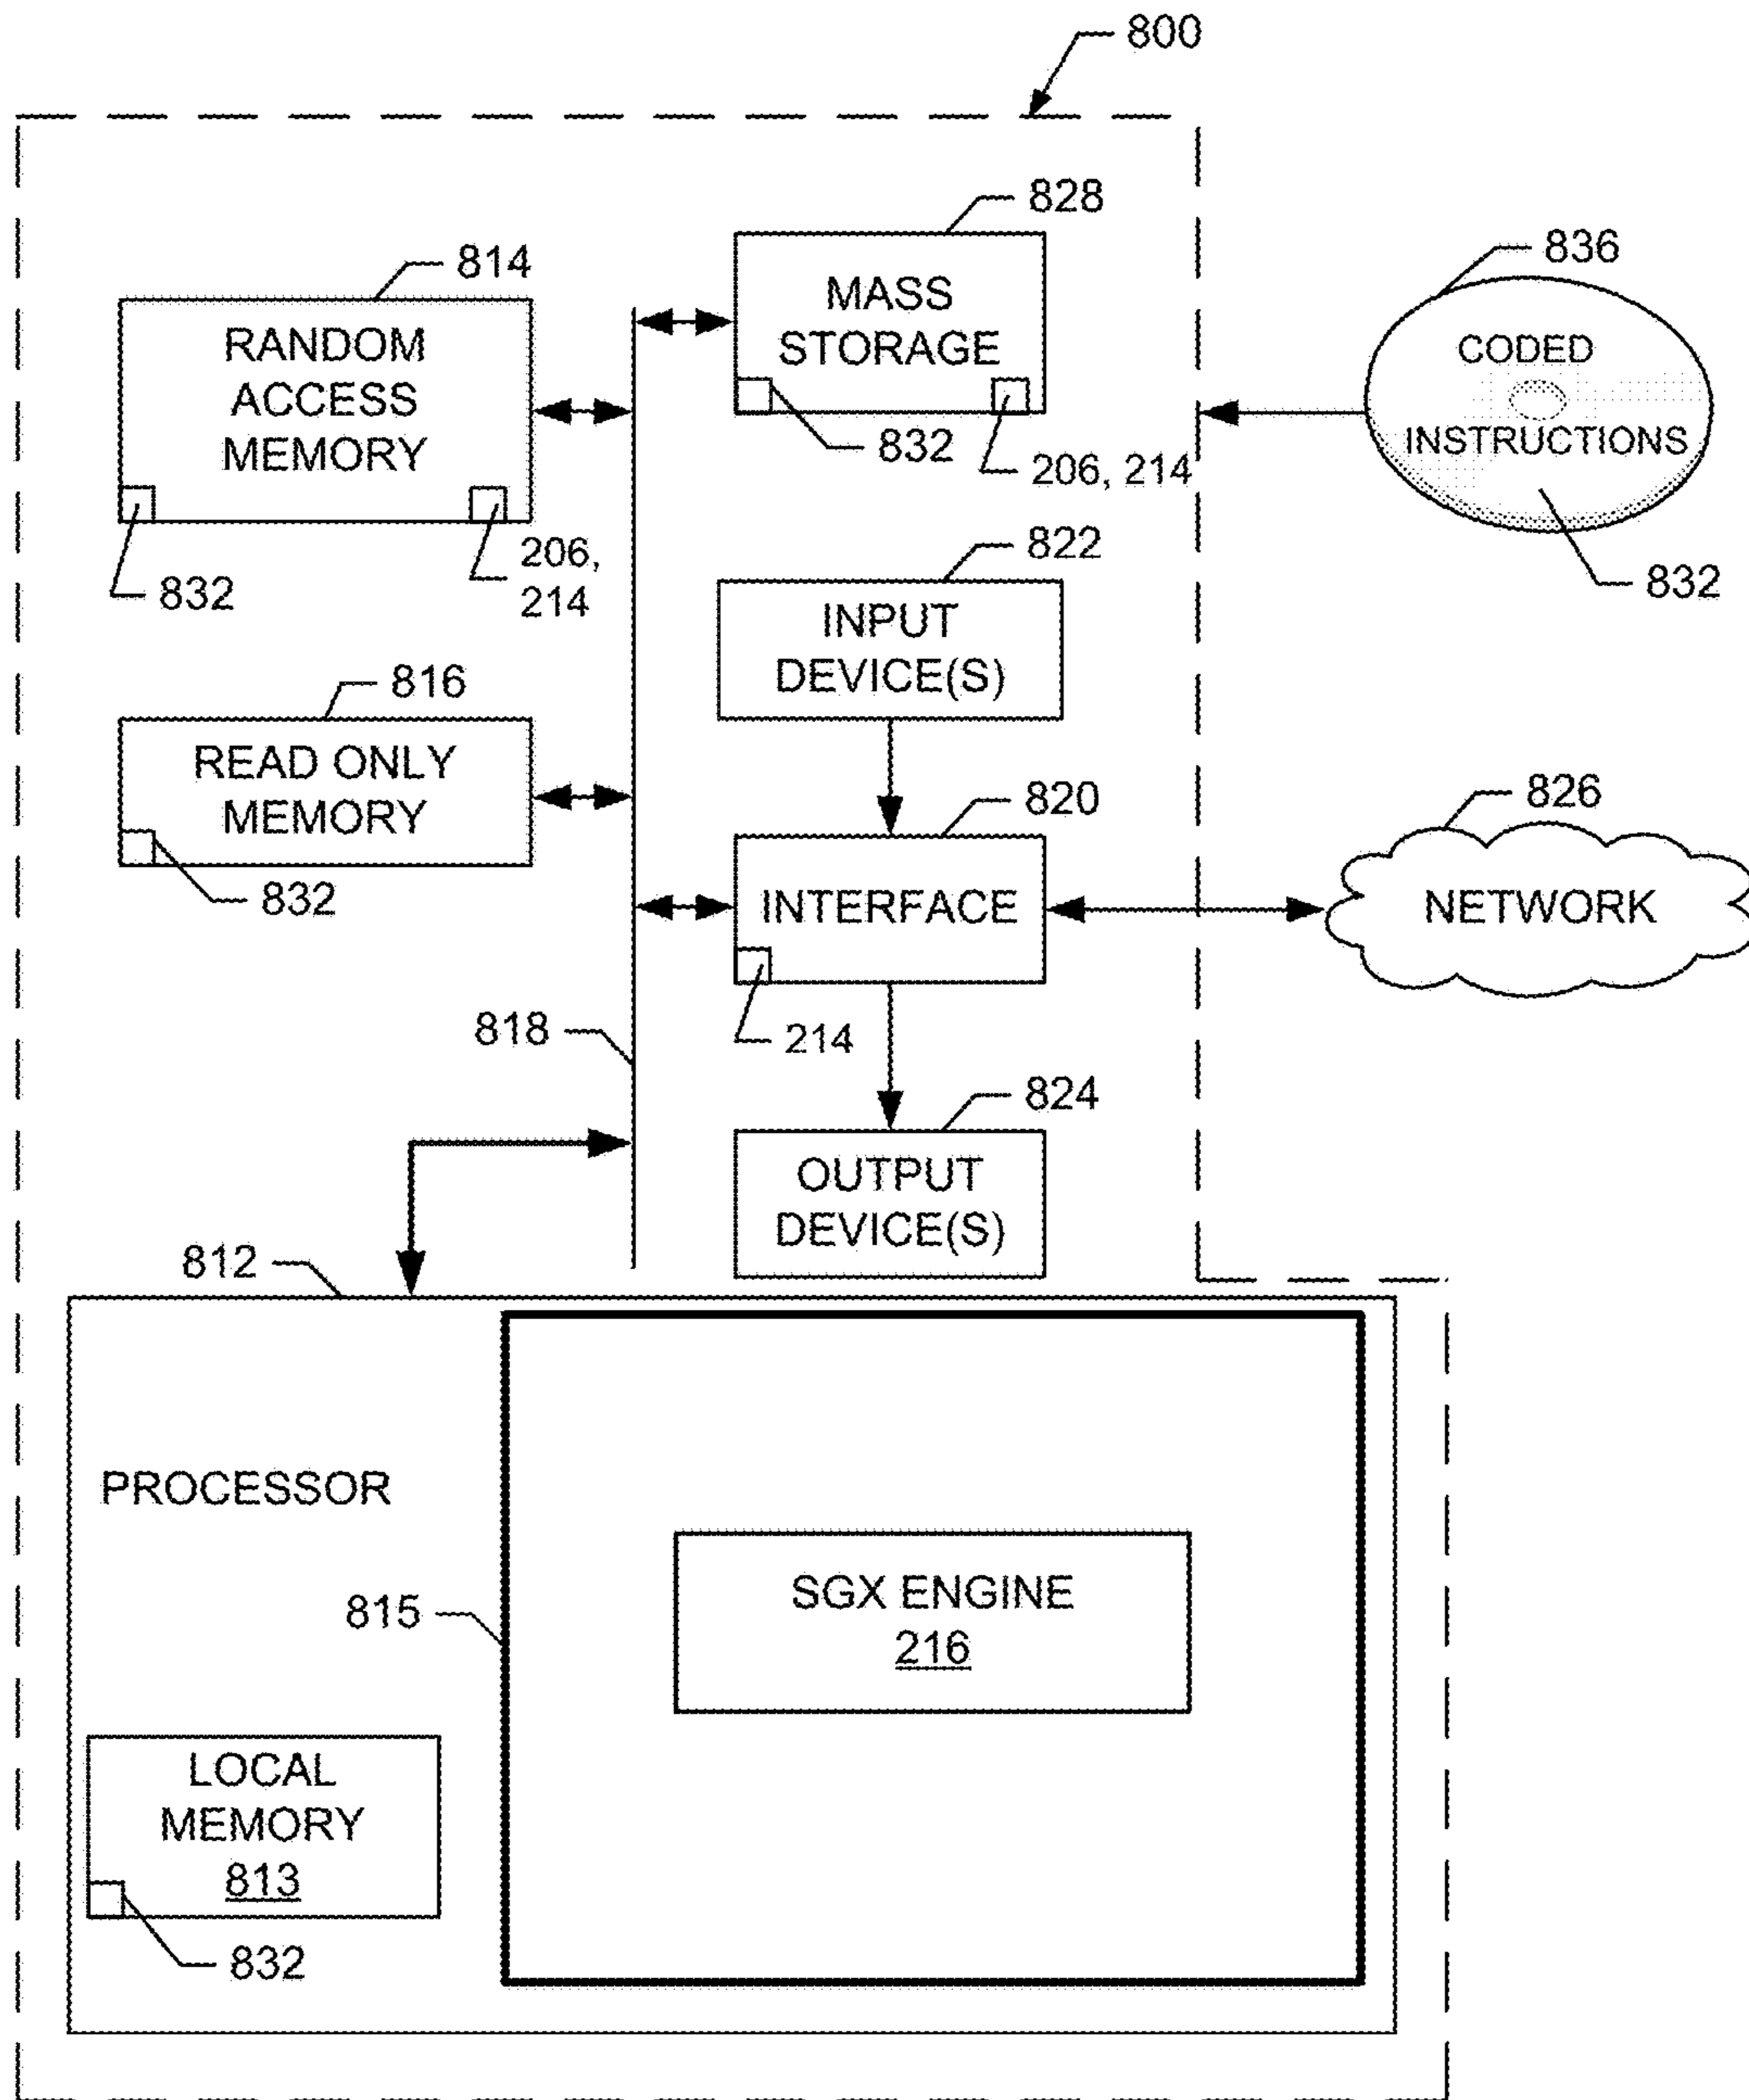 800
828
MASS
STORAGE
832
206, 214
814
RANDOM
ACCESS
MEMORY
832
206,
214
836
CODED
INSTRUCTIONS
832
822
INPUT
DEVICE(S)
816
READ ONLY
MEMORY
832
820
INTERFACE
214
826
NETWORK
818
824
OUTPUT
DEVICE(S)
812
PROCESSOR
815
SGX ENGINE
216
LOCAL
MEMORY
813
832